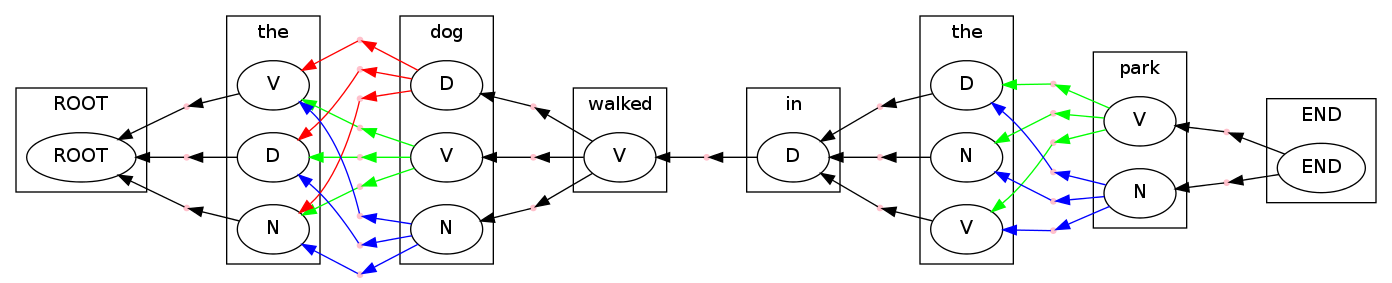 ROOT
ROOT
the
V
D
N
dog
D
V
N
walked
V
in
D
the
D
N
V
park
V
N
END
END